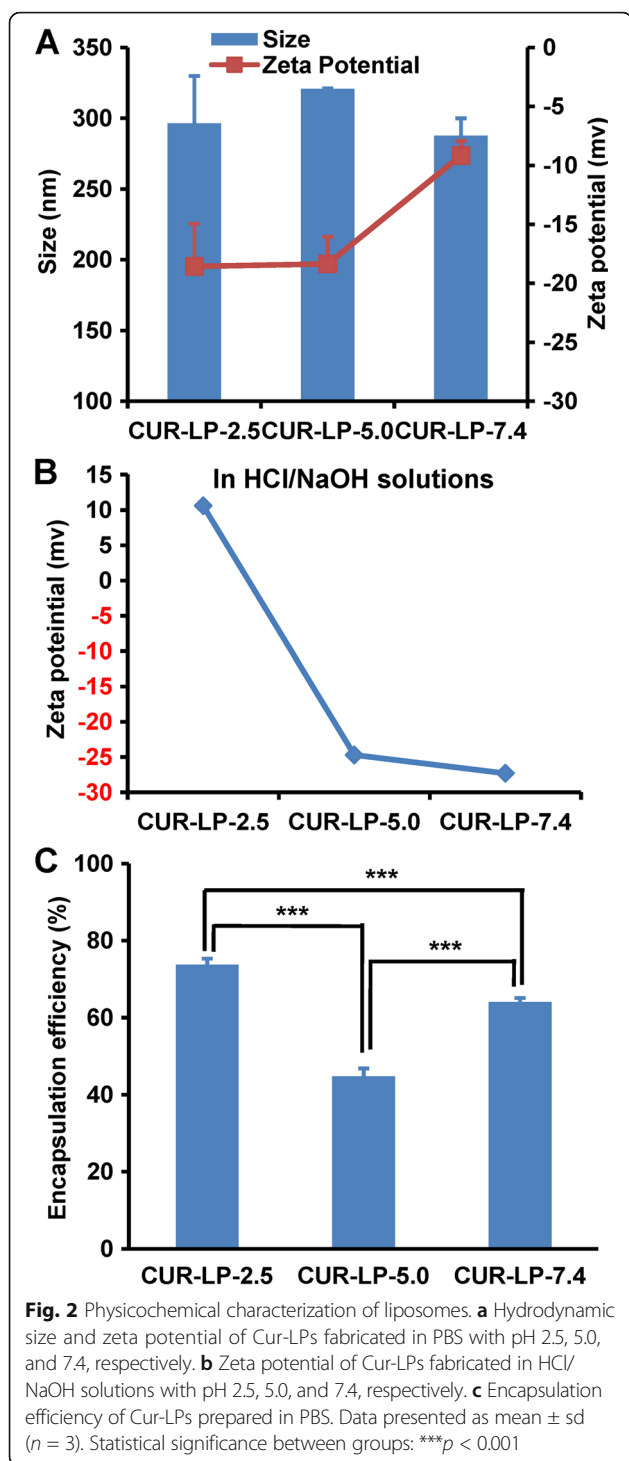 A
Size
Zeta Potential
350
300
250
200
150
100
Size (nm)
0
-5
-10
-15
-20
-25
-30
Zeta potential (mv)
CUR-LP-2.5 CUR-LP-5.0 CUR-LP-7.4
B
In HCl/NaOH solutions
15
10
5
0
-5
-10
-15
-20
-25
-30
Zeta poteintial (mv)
CUR-LP-2.5 CUR-LP-5.0 CUR-LP-7.4
C
100
80
60
40
20
0
Encapsulation efficiency (%)
***
***
***
CUR-LP-2.5 CUR-LP-5.0 CUR-LP-7.4
Fig. 2 Physicochemical characterization of liposomes. a Hydrodynamic
size and zeta potential of Cur-LPs fabricated in PBS with pH 2.5, 5.0,
and 7.4, respectively. b Zeta potential of Cur-LPs fabricated in HCl/
NaOH solutions with pH 2.5, 5.0, and 7.4, respectively. c Encapsulation
efficiency of Cur-LPs prepared in PBS. Data presented as mean ± sd
(n = 3). Statistical significance between groups: ***p < 0.001